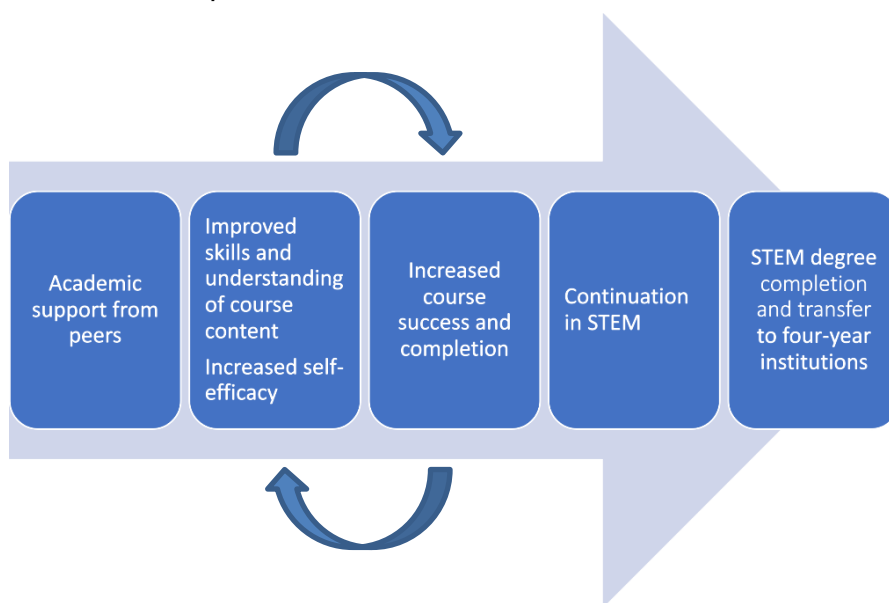 Academic
support from
peers
Improved
skills and
understanding
of course
content
Increased self-
efficacy
Increased
course
success and
completion
Continuation
in STEM
STEM degree
completion
and transfer
to four-year
institutions